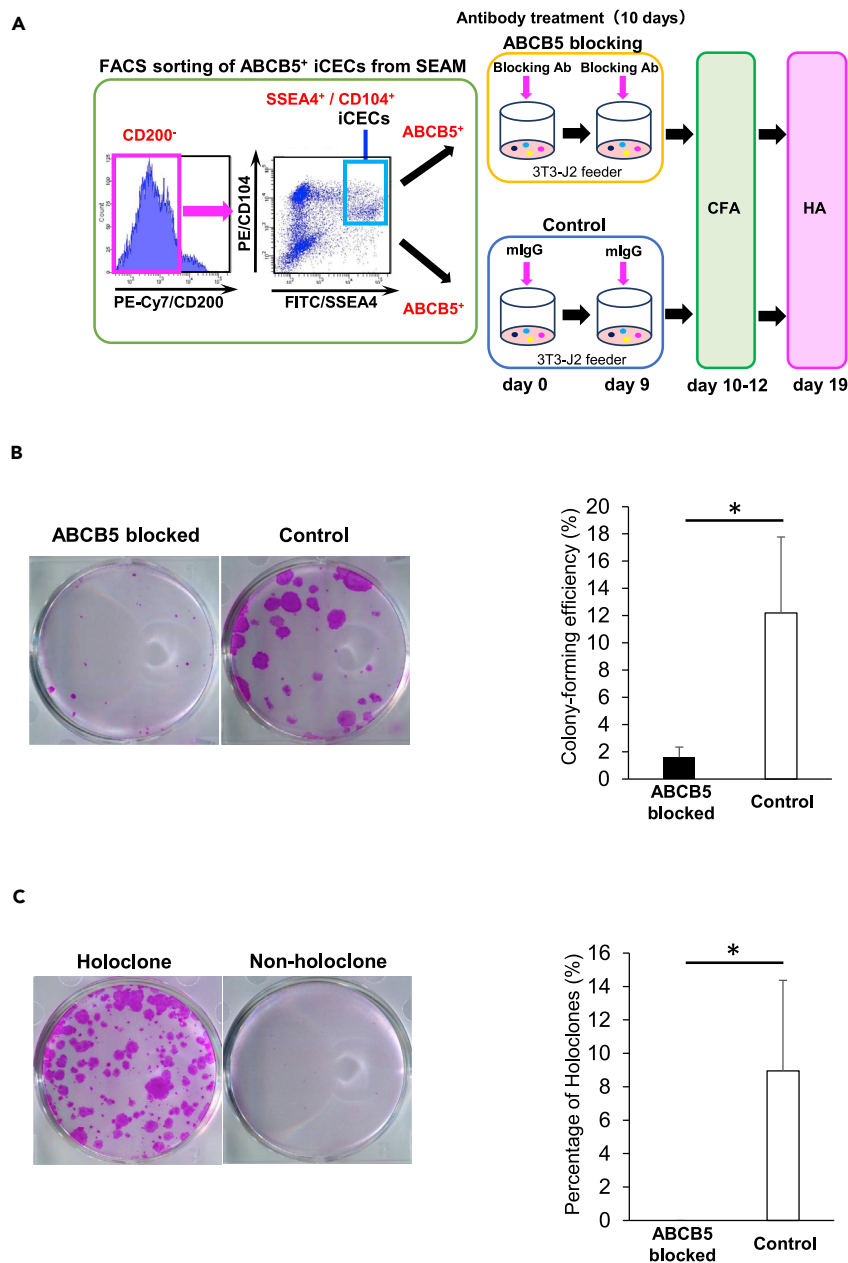 A
Antibody treatment (10 days)
ABCB5 blocking
FACS sorting of ABCB5+ iCECs from SEAM
Blocking Ab Blocking Ab
SSEA4+ / CD104+
iCECs
CD200-
ABCB5+
3T3-J2 feeder
PE/CD104
Count
CFA
HA
Control
mIgG mIgG
PE-Cy7/CD200
FITC/SSEA4
ABCB5+
3T3-J2 feeder
day 0 day 9 day 10-12 day 19
B
ABCB5 blocked Control
Colony-forming efficiency (%)
20
18
16
14
12
10
8
6
4
2
0
*
ABCB5
blocked
Control
C
Holoclone Non-holoclone
Percentage of Holoclones (%)
16
14
12
10
8
6
4
2
0
*
ABCB5
blocked
Control